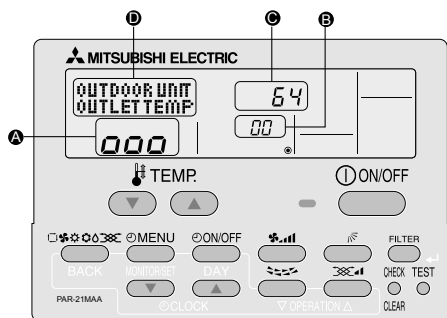 D
C
B
MITSUBISHI ELECTRIC
OUTDOOR UNIT
OUTLET TEMP
64
00
A
000
TEMP.
ON/OFF
MENU
ON/OFF
FILTER
BACK
MONITOR/SET
DAY
CHECK TEST
PAR-21MAA
CLOCK
OPERATION
CLEAR